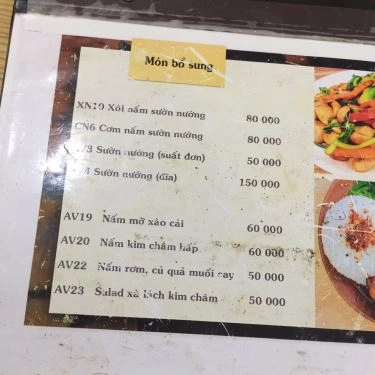 Món bổ sung
XN10 Xôi nấm sườn nướng 80 000
CN6 Cơm nấm sườn nướng 80 000
Sườn nướng (suất đơn) 50 000
Sườn nướng (đĩa) 150 000
AV19 Nấm mỡ xào cải 60 000
AV20 Nấm kim châm hấp 60 000
AV22 Nấm rơm, củ quả muối cay 50 000
AV23 Salad xà lách kim châm 50 000